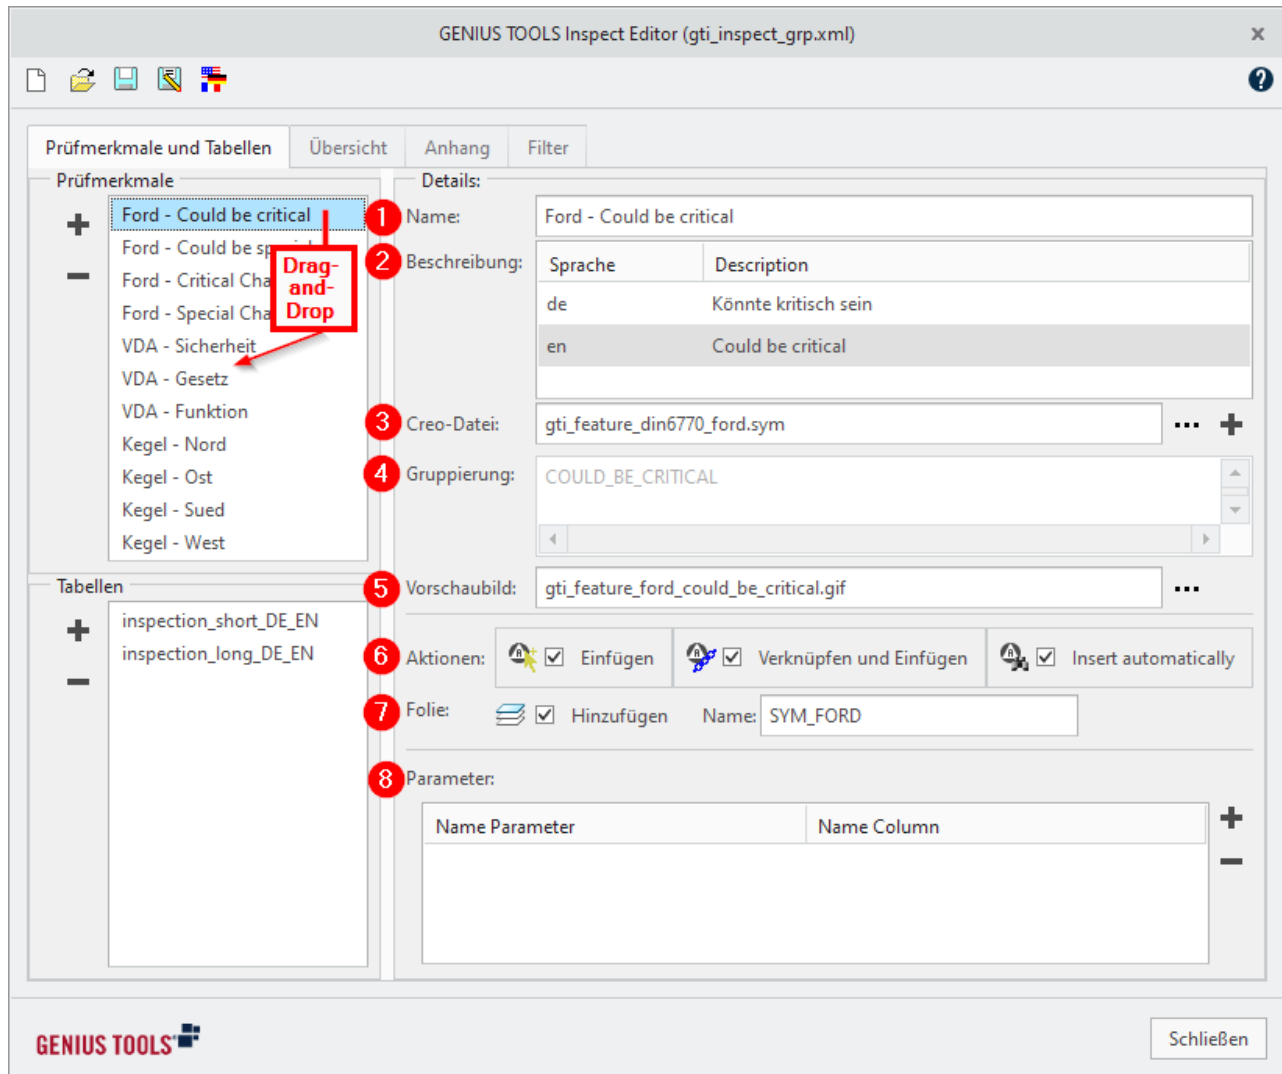 GENIUS TOOLS Inspect Editor (gti_inspect_grp.xml)
Prüfmerkmale und Tabellen Übersicht Anhang Filter
Prüfmerkmale
Ford - Could be critical
Ford - Could be
Ford - Critical Cha
Ford - Special Cha
VDA - Sicherheit
VDA - Gesetz
VDA - Funktion
Kegel - Nord
Kegel - Ost
Kegel - Sued
Kegel - West
Drag-
and-
Drop
Tabellen
inspection_short_DE_EN
inspection_long_DE_EN
Details:
1 Name: Ford - Could be critical
2 Beschreibung: Sprache Description
de Könnte kritisch sein
en Could be critical
3 Creo-Datei: gti_feature_din6770_ford.sym ...
4 Gruppierung: COULD_BE_CRITICAL
5 Vorschaubild: gti_feature_ford_could_be_critical.gif ...
6 Aktionen: Einfügen Verknüpfen und Einfügen Insert automatically
7 Folie: Hinzufügen Name: SYM_FORD
8 Parameter:
Name Parameter Name Column
GENIUS TOOLS
Schließen